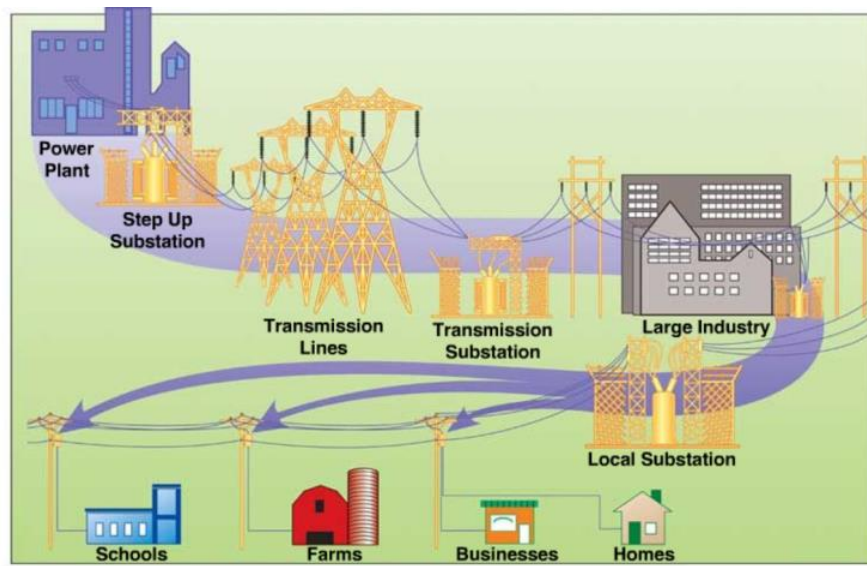 Power
Plant
Step Up
Substation
Transmission
Lines
Transmission
Substation
Large Industry
Local Substation
Schools
Farms
Businesses
Homes